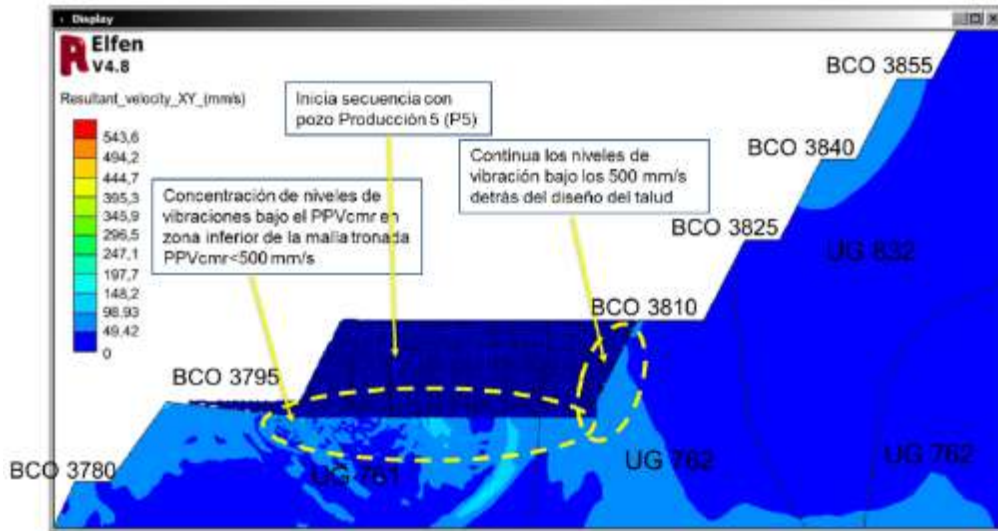 Display
Elfen
V4.8
Resultant_velocity_XY_(mm/s)
543,6
494,2
444,7
395,3
345,9
296,5
247,1
197,7
148,2
98,93
49,42
0
Inicia secuencia con
pozo Producción 5 (P5)
Continua los niveles de
vibración bajo los 500 mm/s
detrás del diseño del talud
Concentración de niveles de
vibraciones bajo el PPVcmr en
zona inferior de la malla tronada
PPVcmr<500 mm/s
BCO 3855
BCO 3840
BCO 3825
UG 832
BCO 3810
BCO 3795
BCO 3780
UG 761
UG 762
UG 762